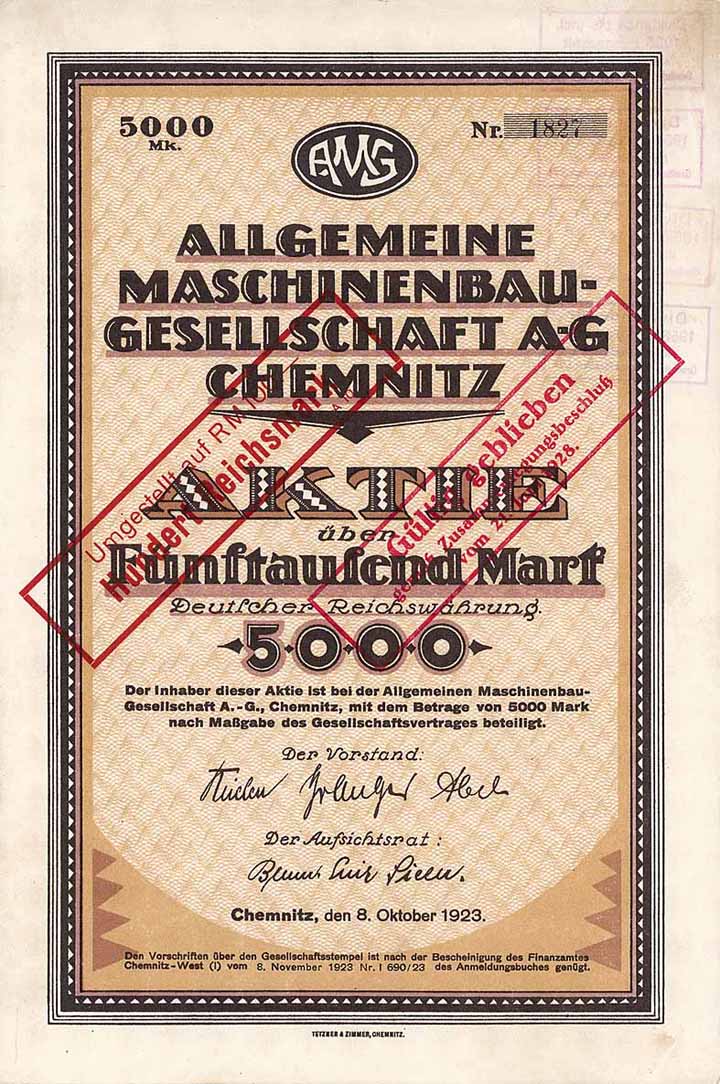 5000
Mk.
Nr. 1827
AMG
ALLGEMEINE
MASCHINENBAU-
GESELLSCHAFT A-G
CHEMNITZ
Umgestellt auf RM 100.—
Hundert Reichsmark
Gültig geblieben
gemäß Zusammenlegungsbeschluß
vom 1928.
AKTIE
über
Fünftausend Mark
Deutscher Reichswährung.
5000
Der Inhaber dieser Aktie ist bei der Allgemeinen Maschinenbau-
Gesellschaft A.-G., Chemnitz, mit dem Betrage von 5000 Mark
nach Maßgabe des Gesellschaftsvertrages beteiligt.
Der Vorstand:
Der Aufsichtsrat:
Chemnitz, den 8. Oktober 1923.
Den Vorschriften über den Gesellschaftsstempel ist nach der Bescheinigung des Finanzamtes
Chemnitz-West (I) vom 8. November 1923 Nr. I 690/23 des Anmeldungsbuches genügt.
TETZNER & ZIMMER, CHEMNITZ.